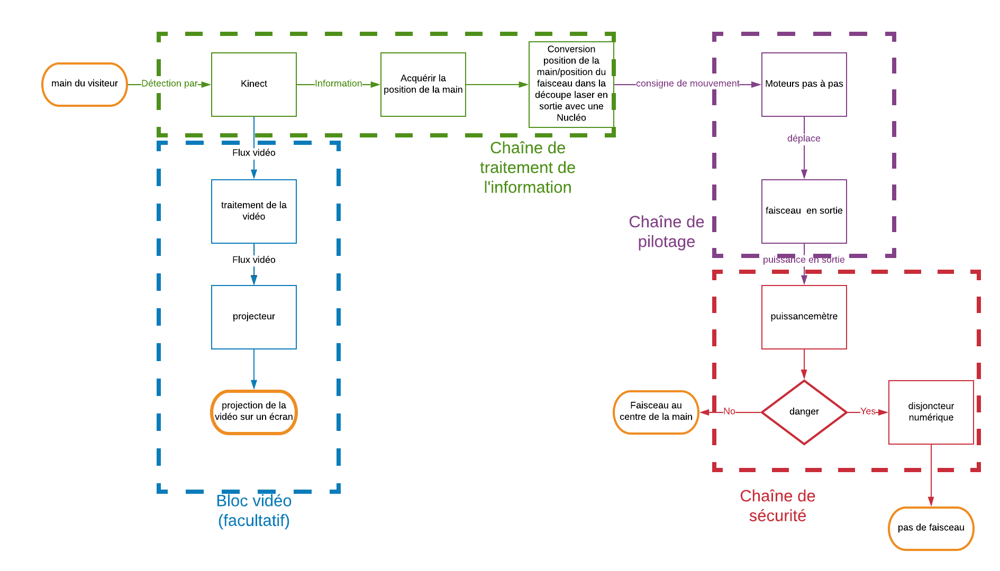 main du visiteur
Détection par
Kinect
Information
Acquérir la
position de la main
Conversion
position de la
main/position du
faisceau dans la
découpe laser en
sortie avec une
Nucléo
consigne de mouvement
Moteurs pas à pas
déplace
faisceau  en sortie
puissance en sortie
Chaîne de
traitement de
l'information
Chaîne de
pilotage
Flux vidéo
traitement de la
vidéo
Flux vidéo
projecteur
projection de la
vidéo sur un écran
Bloc vidéo
(facultatif)
puissancemètre
danger
No
Faisceau au
centre de la main
Yes
disjoncteur
numérique
Chaîne de
sécurité
pas de faisceau